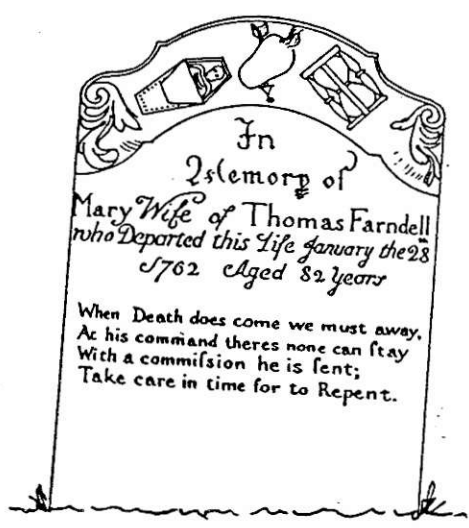 In
Memory of
Mary Wife of Thomas Farndell
who Departed this Life January the 28
1762 Aged 82 Years
When Death does come we must away,
At his command theres none can ſtay
With a commiſsion he is ſent;
Take care in time for to Repent.